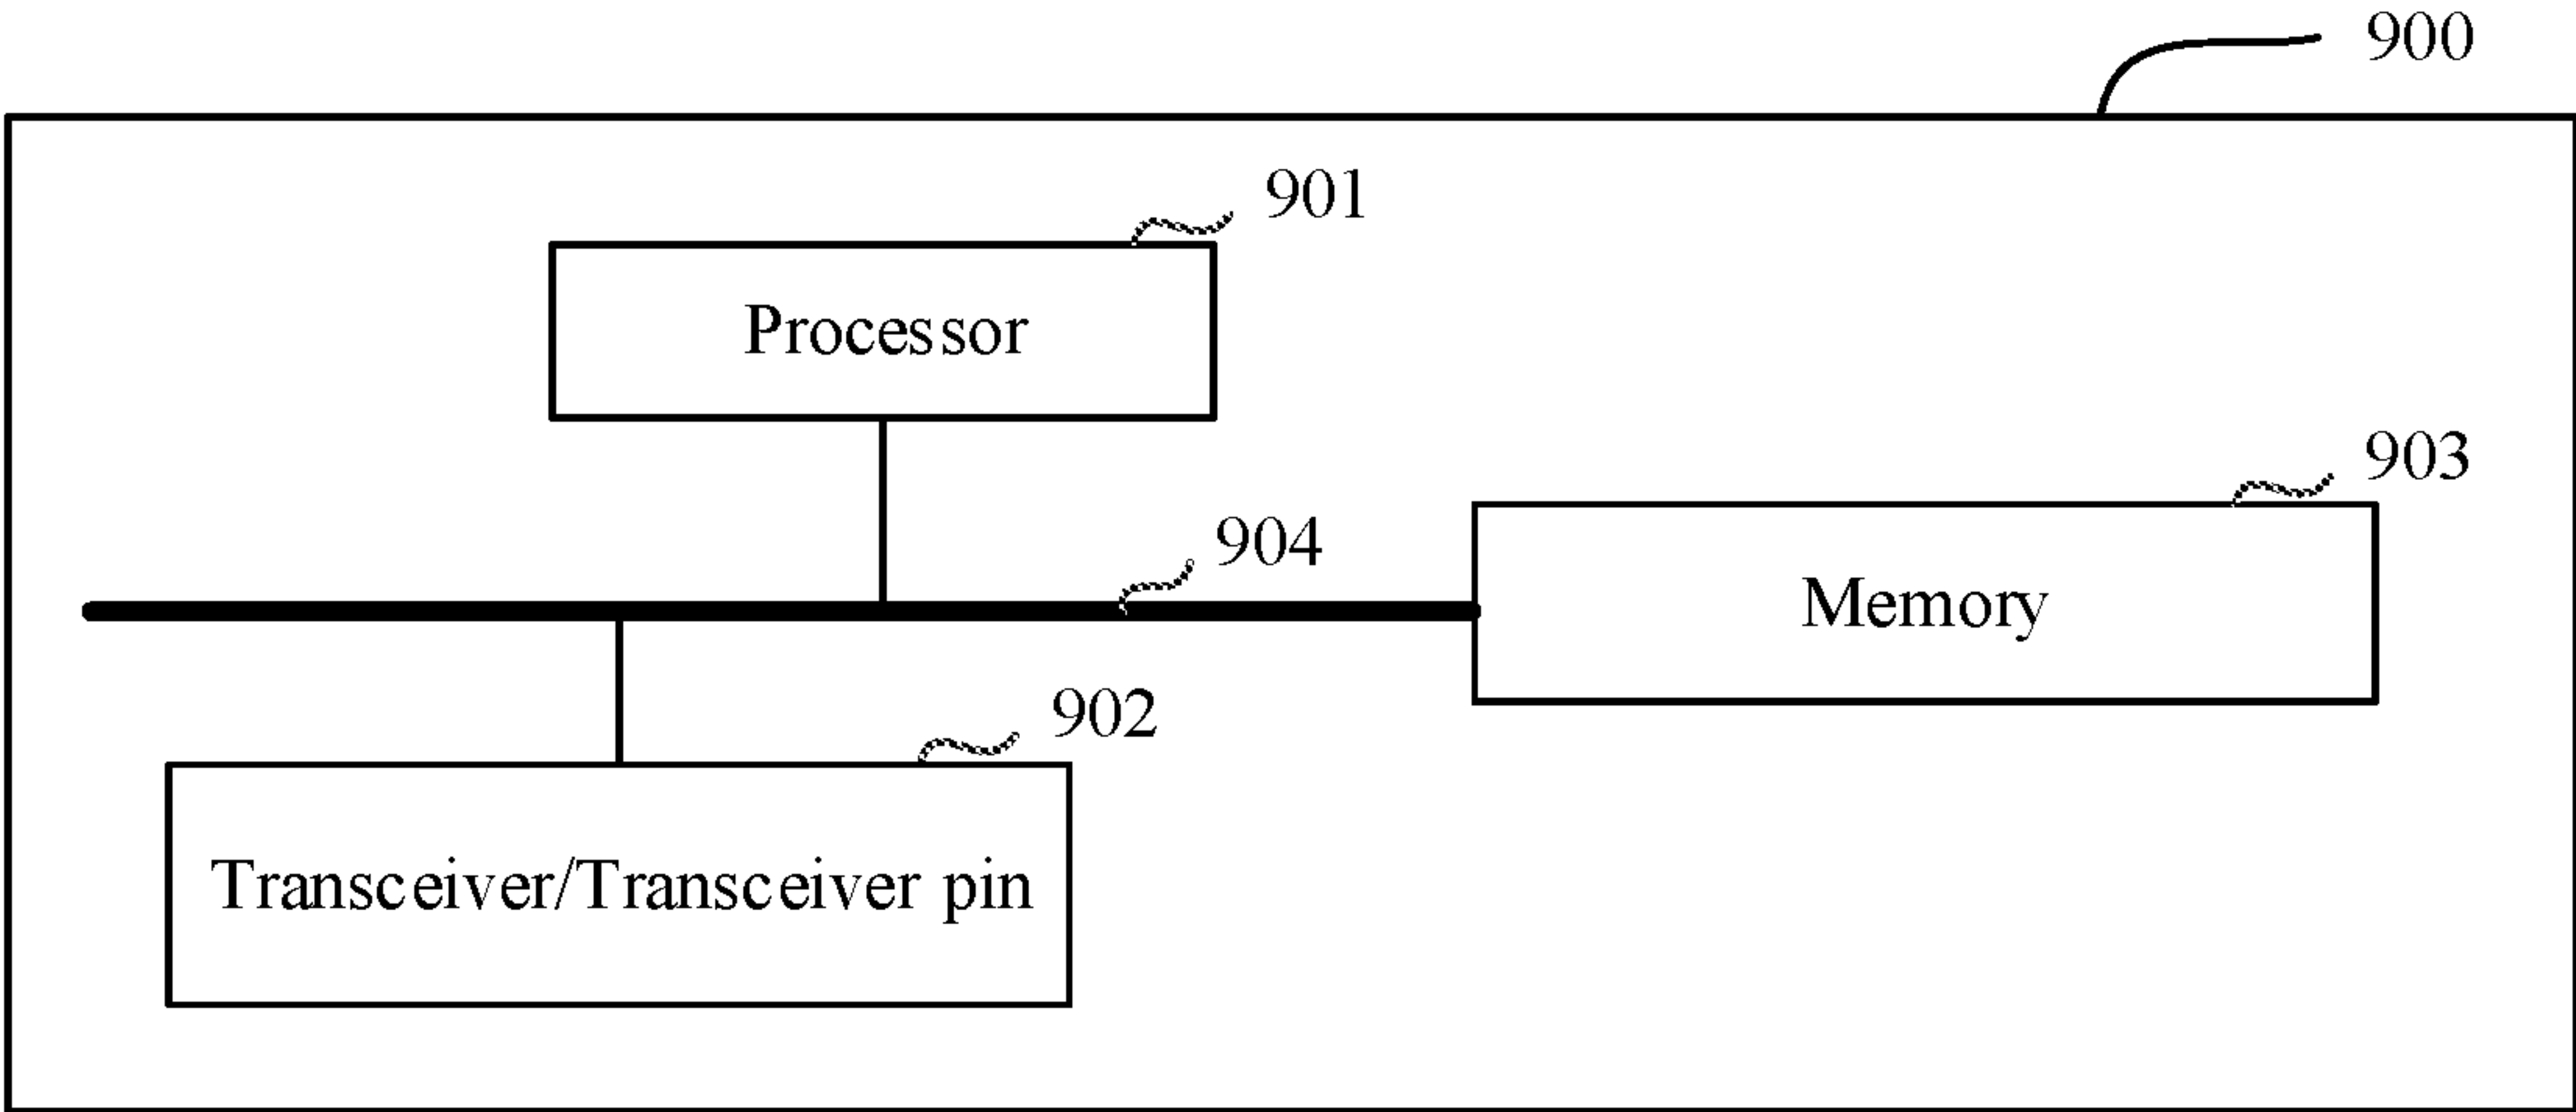 900
901
Processor
903
904
Memory
902
Transceiver/Transceiver pin